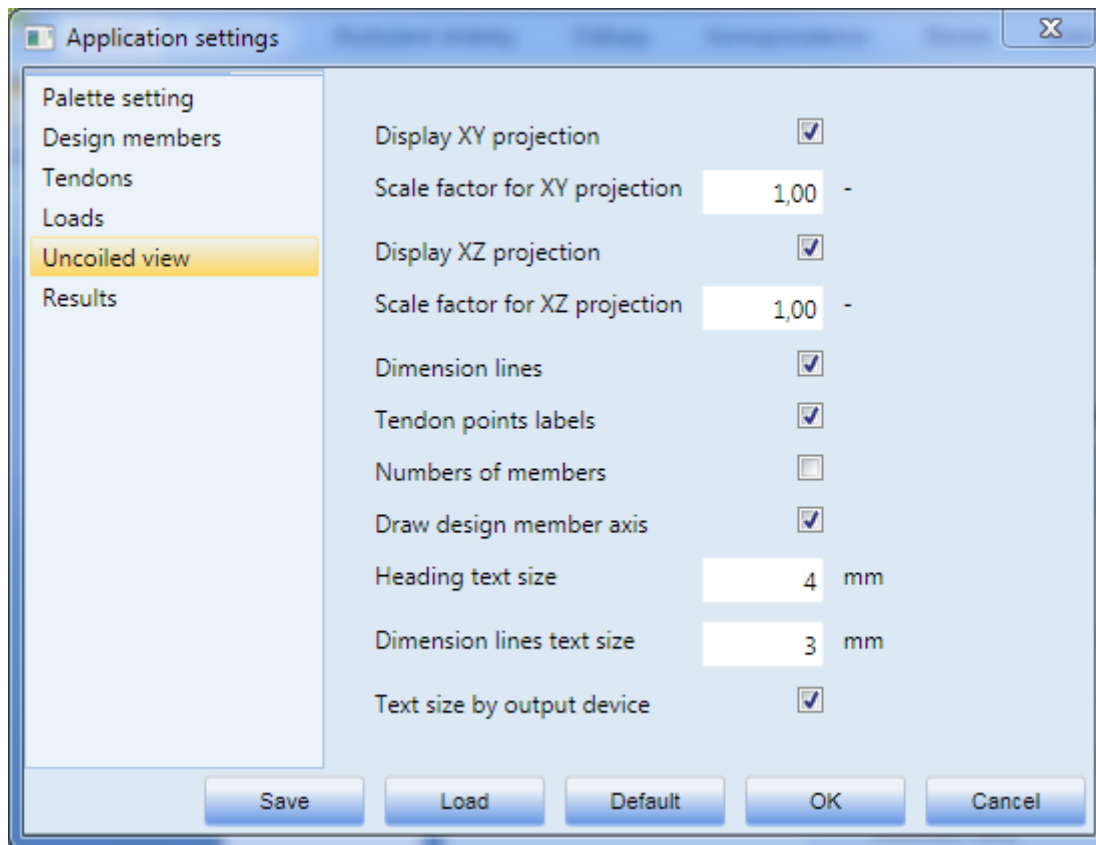 Application settings
Palette setting
Design members
Tendons
Loads
Uncoiled view
Results
Display XY projection
Scale factor for XY projection 1,00 -
Display XZ projection
Scale factor for XZ projection 1,00 -
Dimension lines
Tendon points labels
Numbers of members
Draw design member axis
Heading text size 4 mm
Dimension lines text size 3 mm
Text size by output device
Save Load Default OK Cancel